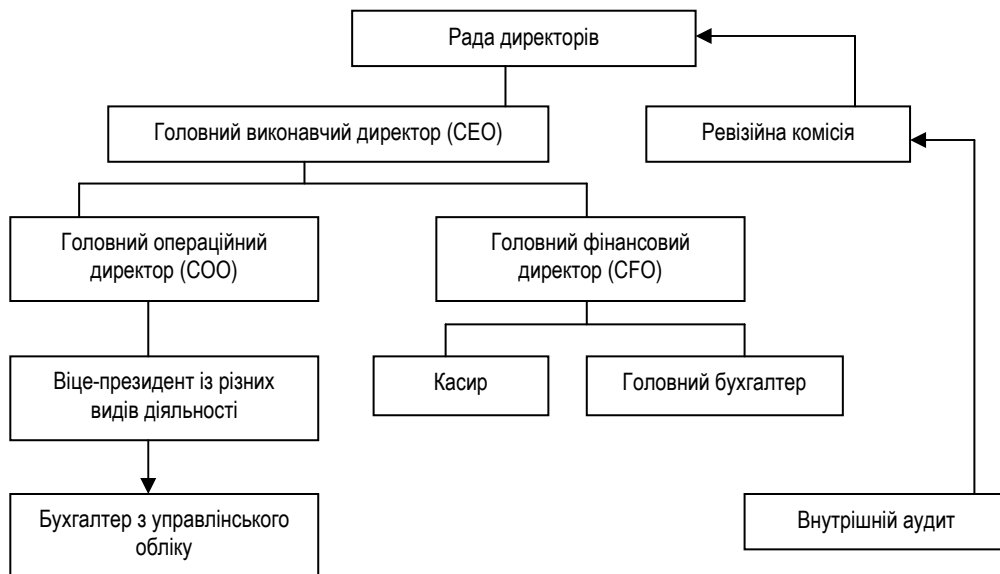 Рада директорів
Головний виконавчий директор (CEO)
Ревізійна комісія
Головний операційний
директор (COO)
Головний фінансовий
директор (CFO)
Віце-президент із різних
видів діяльності
Касир
Головний бухгалтер
Бухгалтер з управлінського
обліку
Внутрішній аудит